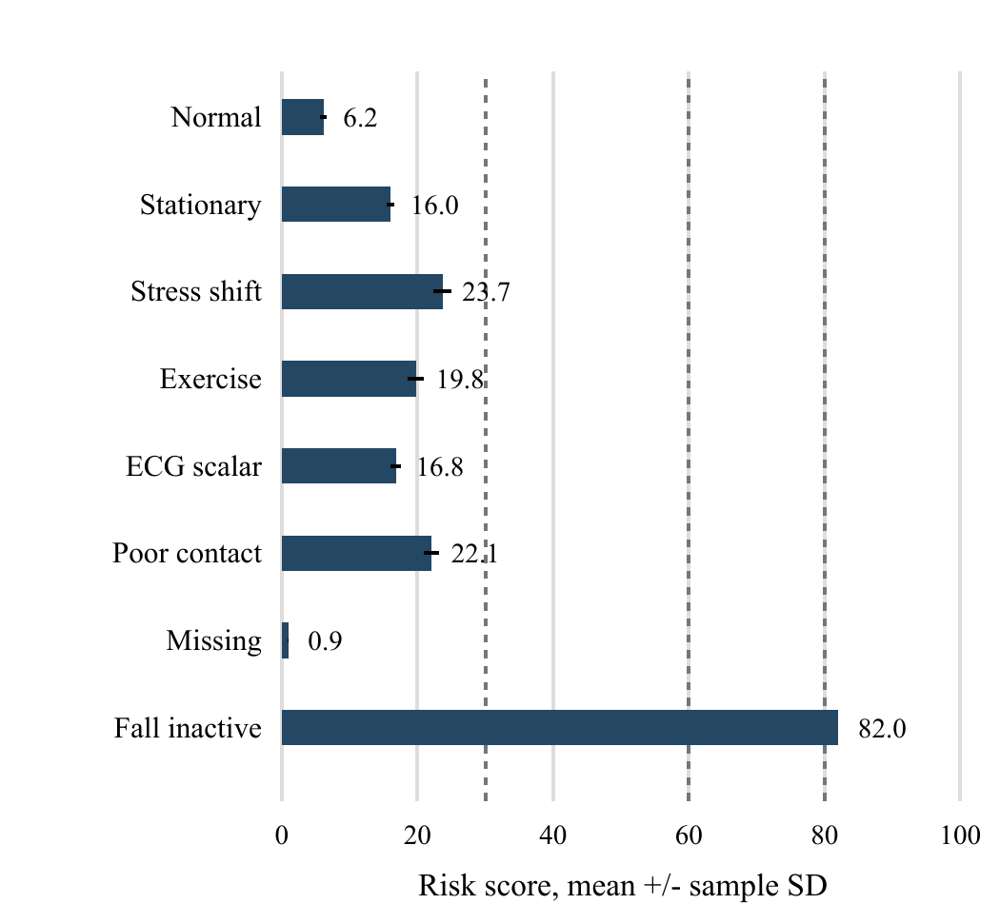 Normal 6.2
Stationary 16.0
Stress shift 23.7
Exercise 19.8
ECG scalar 16.8
Poor contact 22.1
Missing 0.9
Fall inactive 82.0
0 20 40 60 80 100
Risk score, mean +/- sample SD